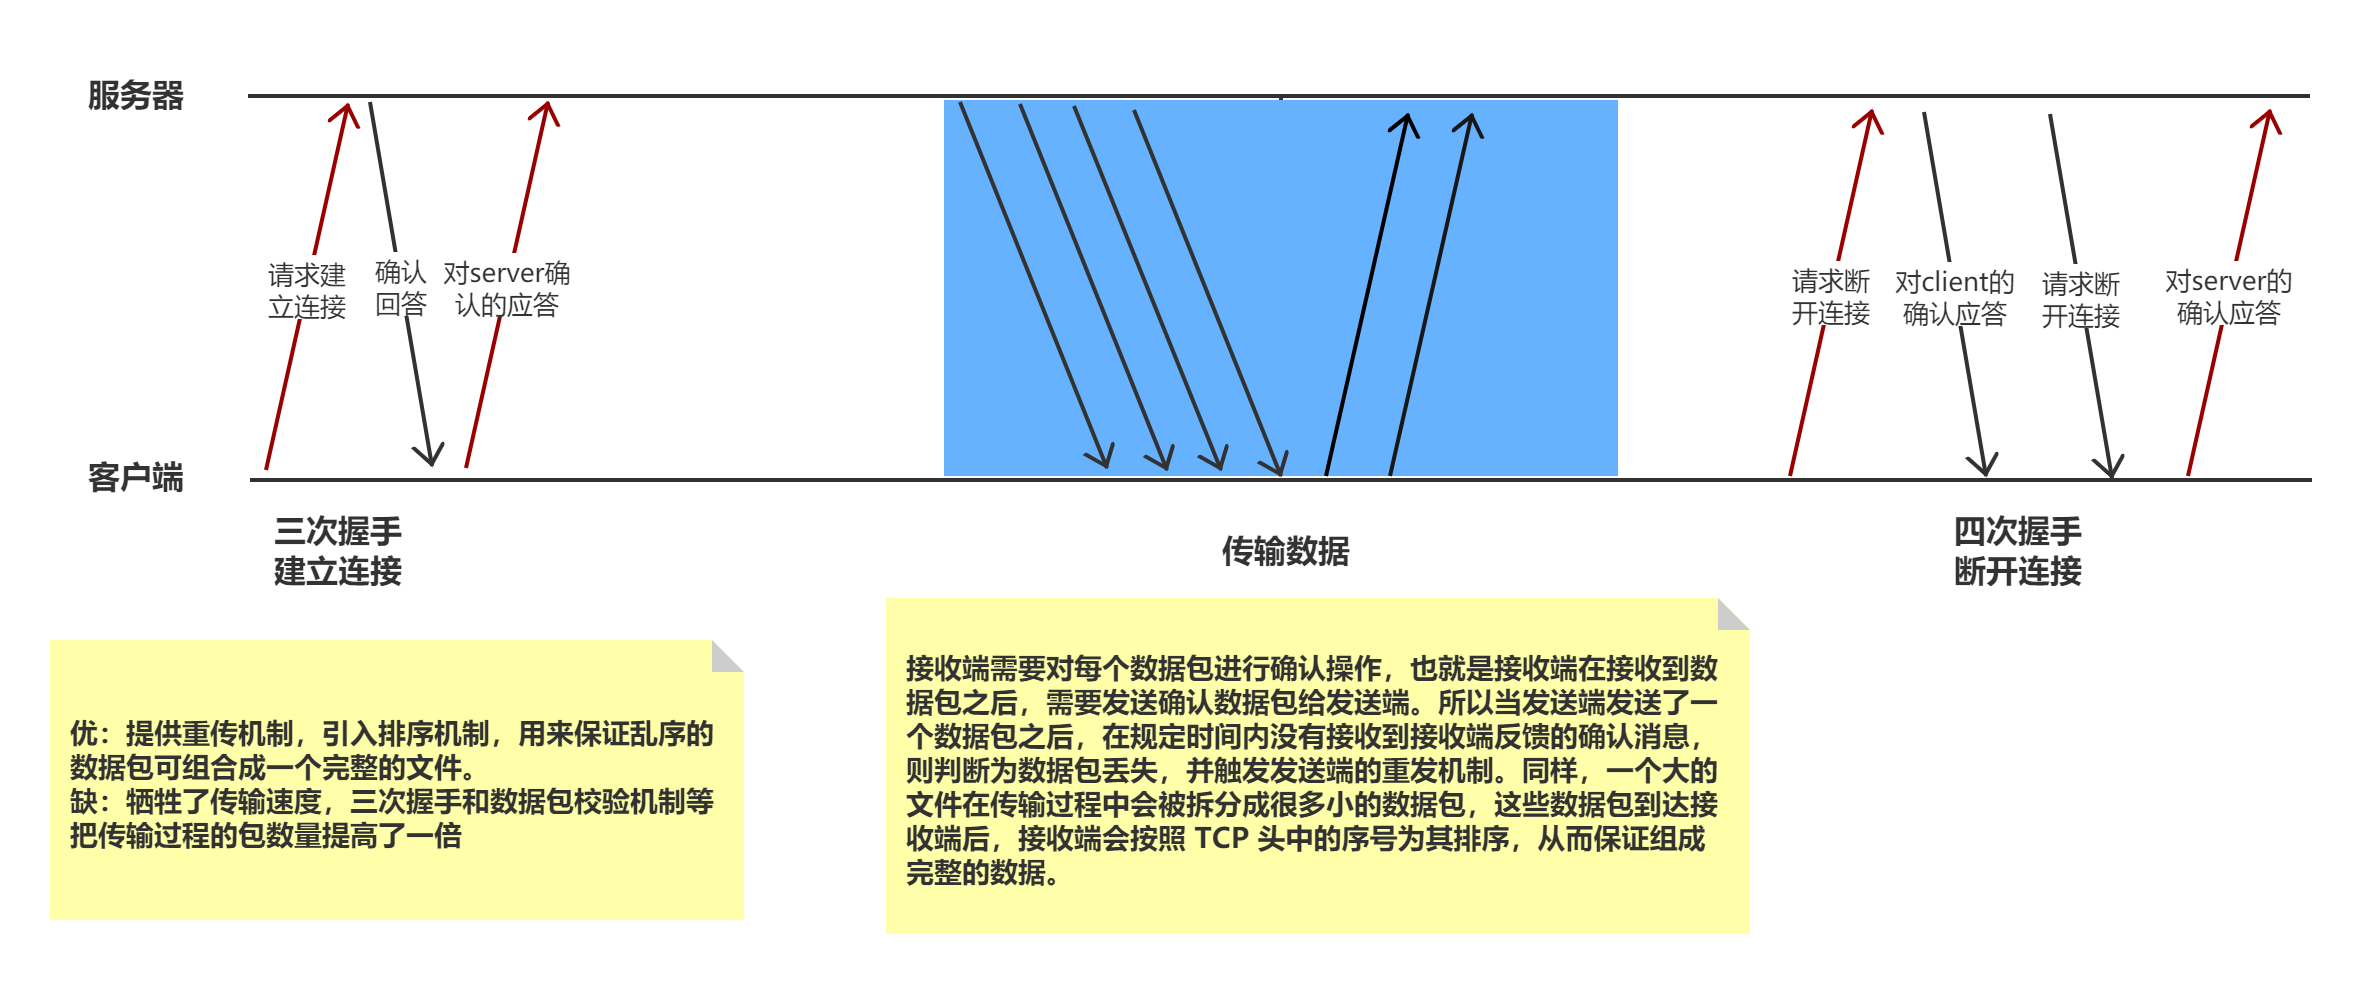 服务器
请求建
立连接
确认
回答
对server确
认的应答
请求断
开连接
对client的
确认应答
请求断
开连接
对server的
确认应答
客户端
三次握手
建立连接
传输数据
四次握手
断开连接
优：提供重传机制，引入排序机制，用来保证乱序的
数据包可组合成一个完整的文件。
缺：牺牲了传输速度，三次握手和数据包校验机制等
把传输过程的包数量提高了一倍
接收端需要对每个数据包进行确认操作，也就是接收端在接收到数
据包之后，需要发送确认数据包给发送端。所以当发送端发送了一
个数据包之后，在规定时间内没有接收到接收端反馈的确认消息，
则判断为数据包丢失，并触发发送端的重发机制。同样，一个大的
文件在传输过程中会被拆分成很多小的数据包，这些数据包到达接
收端后，接收端会按照 TCP 头中的序号为其排序，从而保证组成
完整的数据。